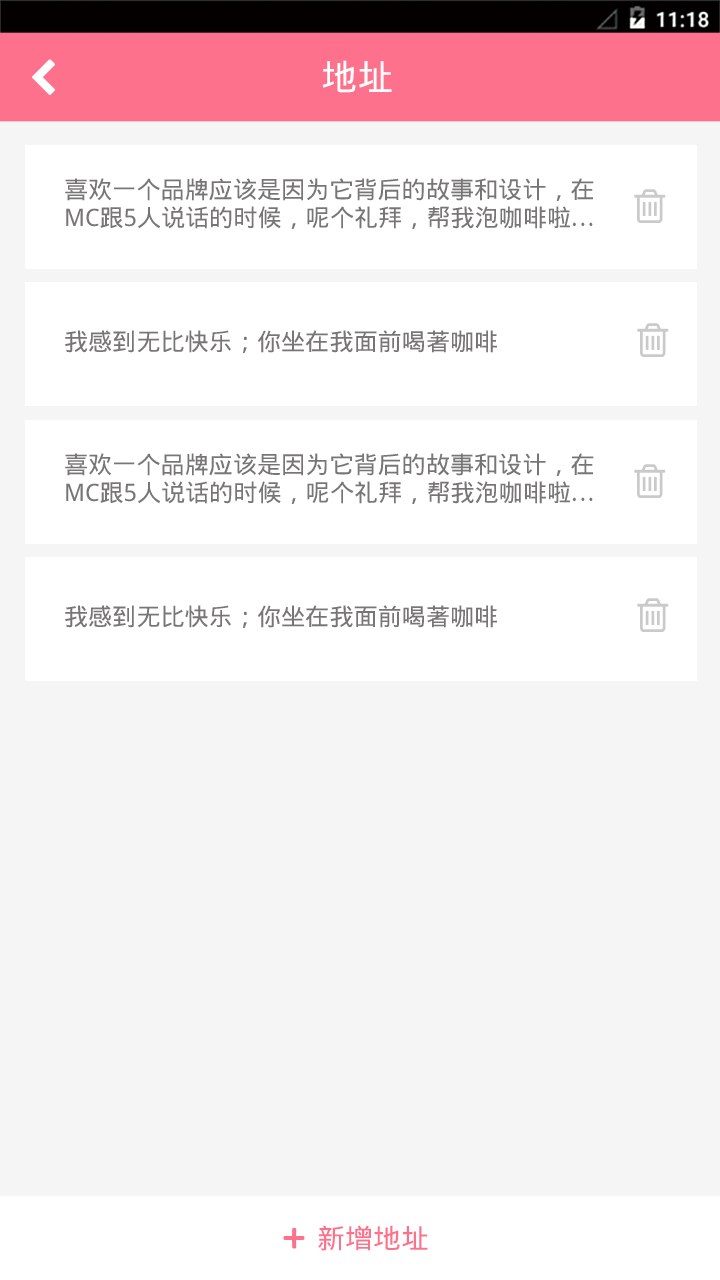 11:18
地址
喜欢一个品牌应该是因为它背后的故事和设计，在
MC跟5人说话的时候，呢个礼拜，帮我泡咖啡啦...
我感到无比快乐；你坐在我面前喝著咖啡
喜欢一个品牌应该是因为它背后的故事和设计，在
MC跟5人说话的时候，呢个礼拜，帮我泡咖啡啦...
我感到无比快乐；你坐在我面前喝著咖啡
+ 新增地址